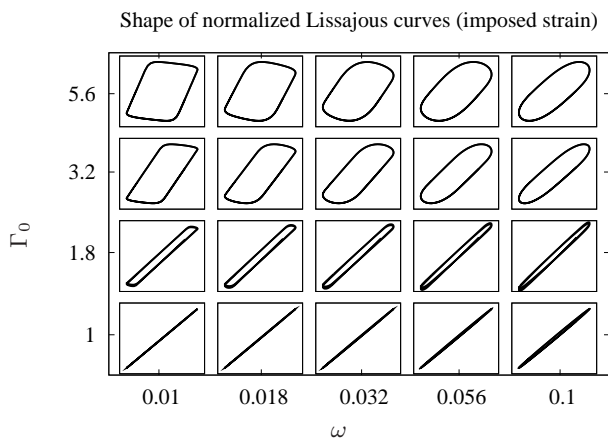 Shape of normalized Lissajous curves (imposed strain)
5.6
3.2
Γ₀
1.8
1
0.01 0.018 0.032 0.056 0.1
ω